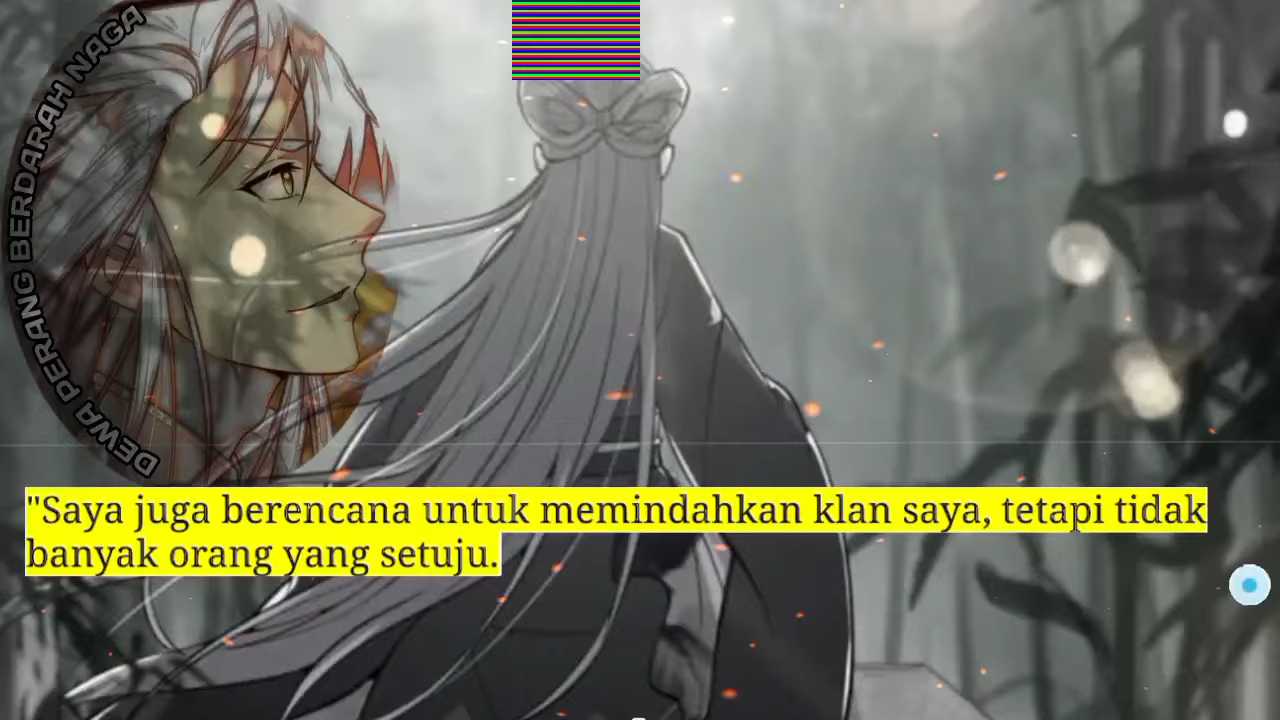 DEWA PERANG BERDARAH NAGA
"Saya juga berencana untuk memindahkan klan saya, tetapi tidak
banyak orang yang setuju.